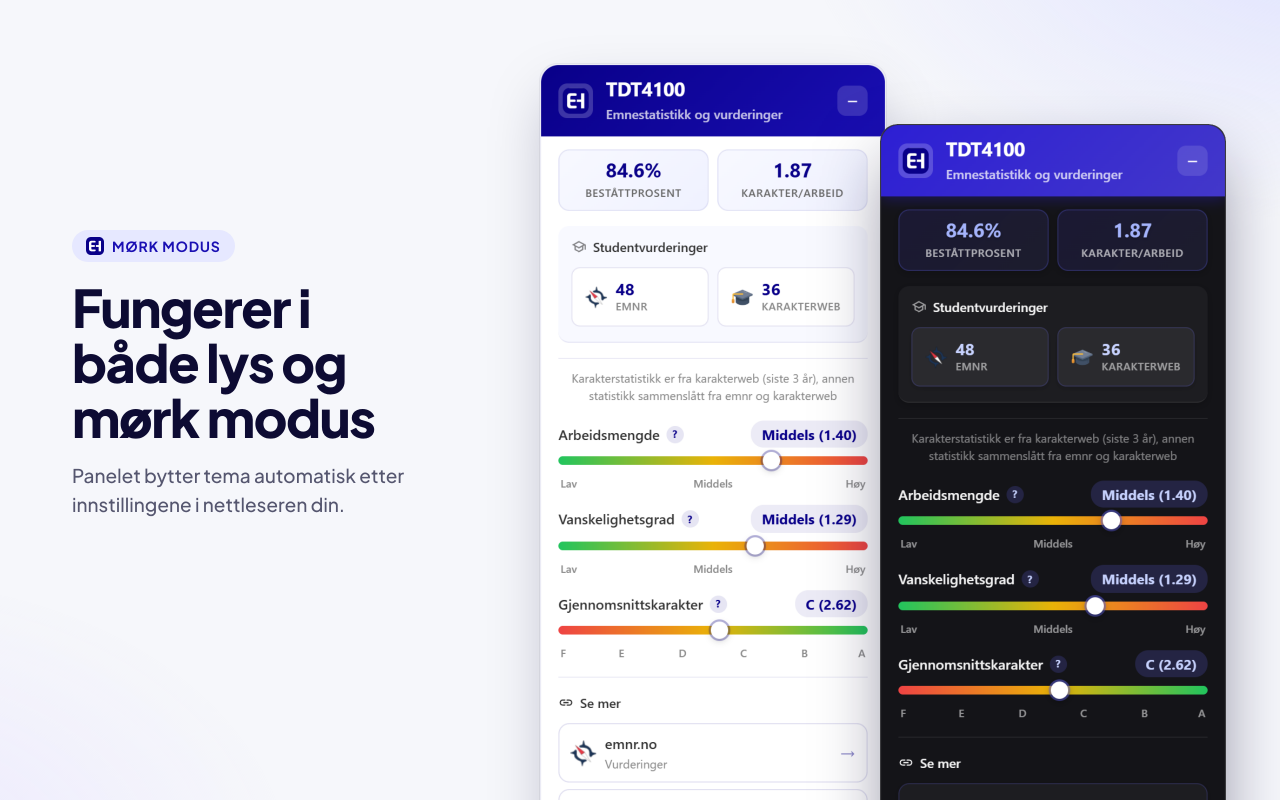 MØRK MODUS
Fungerer i
både lys og
mørk modus
Panelet bytter tema automatisk etter
innstillingene i nettleseren din.
TDT4100
Emnestatistikk og vurderinger
84.6%
BESTÅTTPROSENT
1.87
KARAKTER/ARBEID
Studentvurderinger
48
EMNR
36
KARAKTERWEB
Karakterstatistikk er fra karakterweb (siste 3 år), annen
statistikk sammenslått fra emnr og karakterweb
Arbeidsmengde ? Middels (1.40)
Lav Middels Høy
Vanskelighetsgrad ? Middels (1.29)
Lav Middels Høy
Gjennomsnittskarakter ? C (2.62)
F E D C B A
Se mer
emnr.no
Vurderinger
→
TDT4100
Emnestatistikk og vurderinger
84.6%
BESTÅTTPROSENT
1.87
KARAKTER/ARBEID
Studentvurderinger
48
EMNR
36
KARAKTERWEB
Karakterstatistikk er fra karakterweb (siste 3 år), annen
statistikk sammenslått fra emnr og karakterweb
Arbeidsmengde ? Middels (1.40)
Lav Middels Høy
Vanskelighetsgrad ? Middels (1.29)
Lav Middels Høy
Gjennomsnittskarakter ? C (2.62)
F E D C B A
Se mer